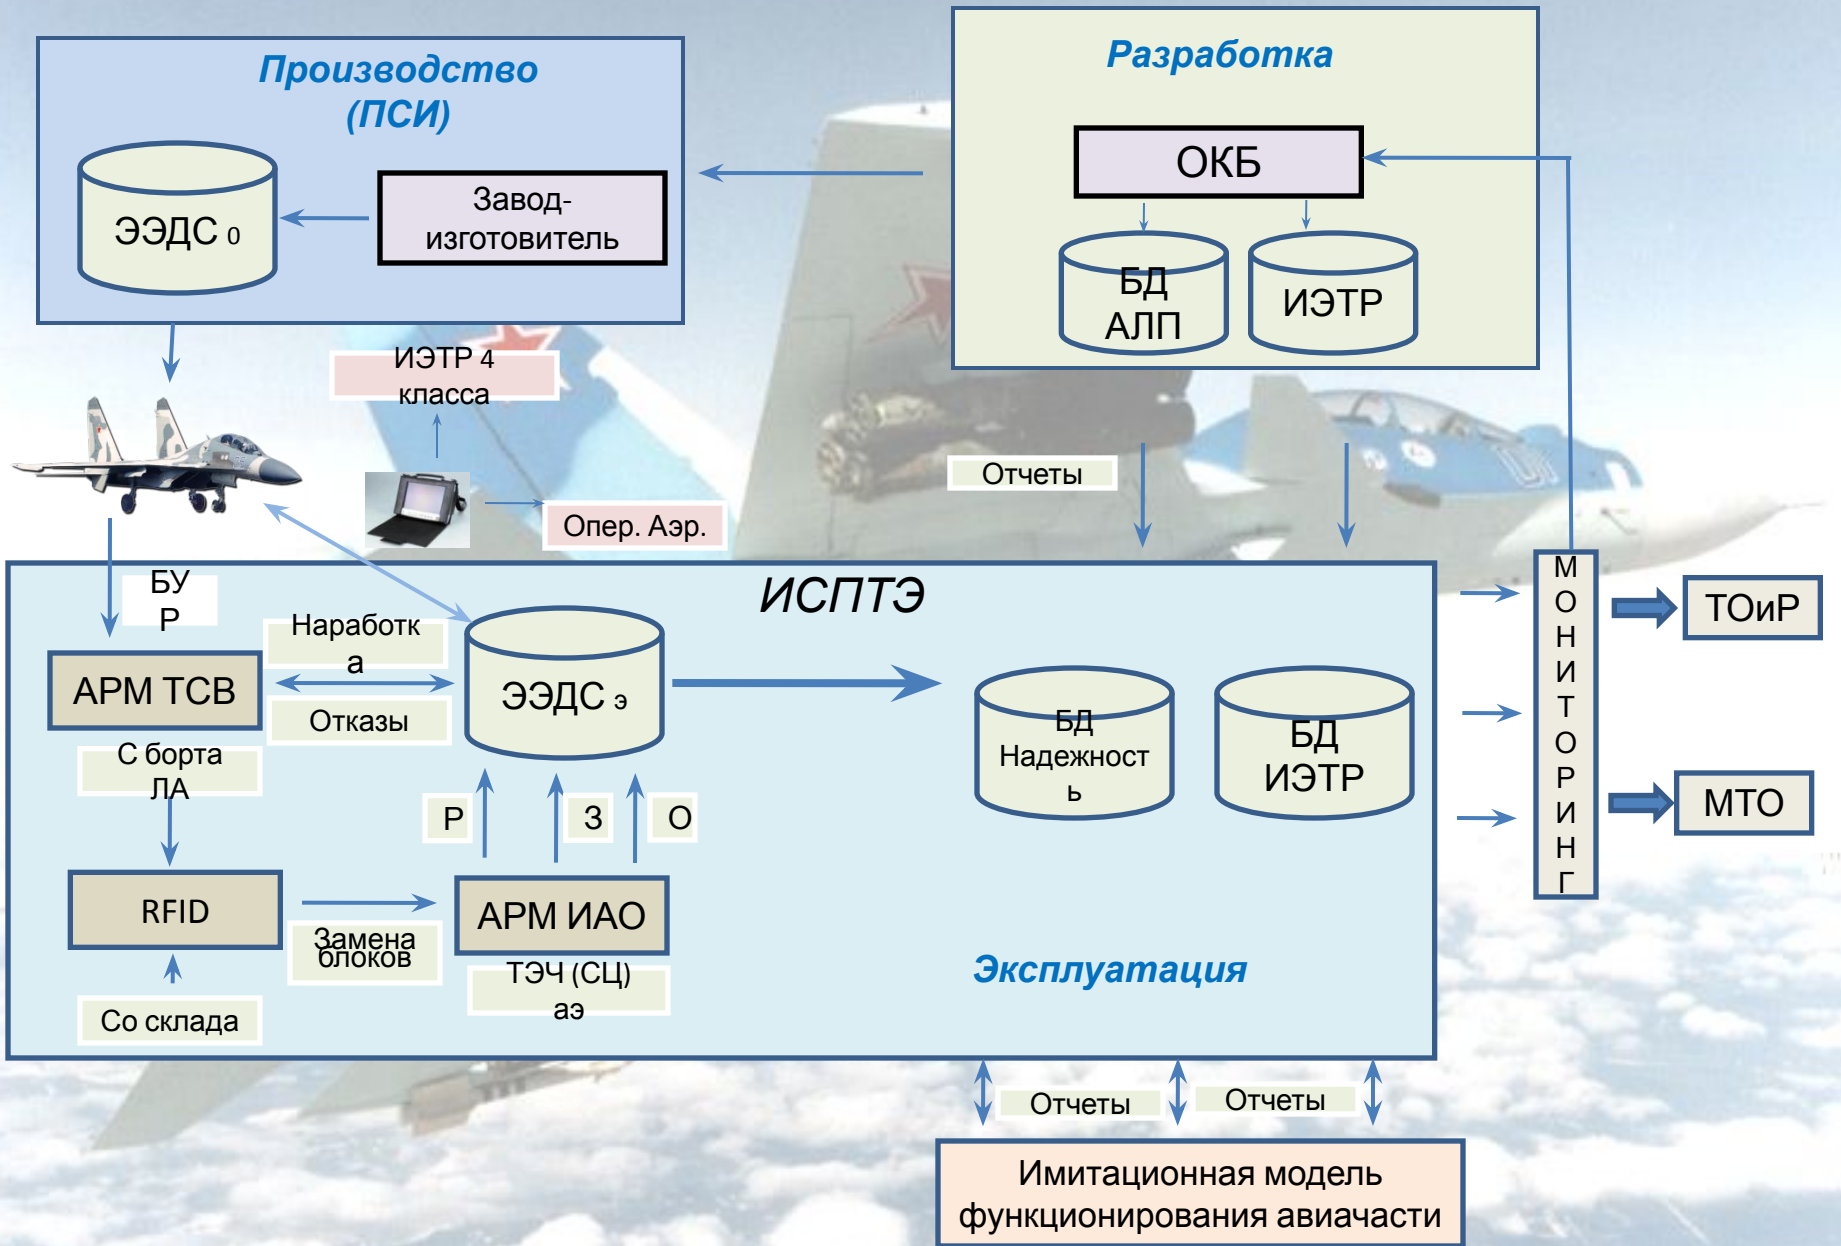 Производство
(ПСИ)
ЭЭДС 0
Завод-
изготовитель
Разработка
ОКБ
БД
АЛП
ИЭТР
ИЭТР 4
класса
Опер. Аэр.
Отчеты
ИСПТЭ
БУ
Р
Наработк
а
АРМ ТСВ
Отказы
ЭЭДС э
С борта
ЛА
БД
Надежност
ь
БД
ИЭТР
Р
З
О
RFID
Замена
блоков
АРМ ИАО
ТЭЧ (СЦ)
аэ
Со склада
Эксплуатация
М
О
Н
И
Т
О
Р
И
Н
Г
ТОиР
МТО
Отчеты
Отчеты
Имитационная модель
функционирования авиачасти